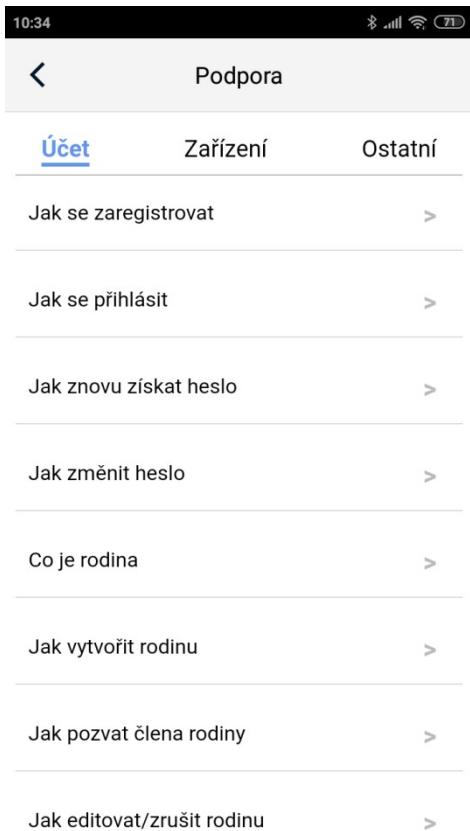 10:34
71
Podpora
Účet Zařízení Ostatní
Jak se zaregistrovat >
Jak se přihlásit >
Jak znovu získat heslo >
Jak změnit heslo >
Co je rodina >
Jak vytvořit rodinu >
Jak pozvat člena rodiny >
Jak editovat/zrušit rodinu >